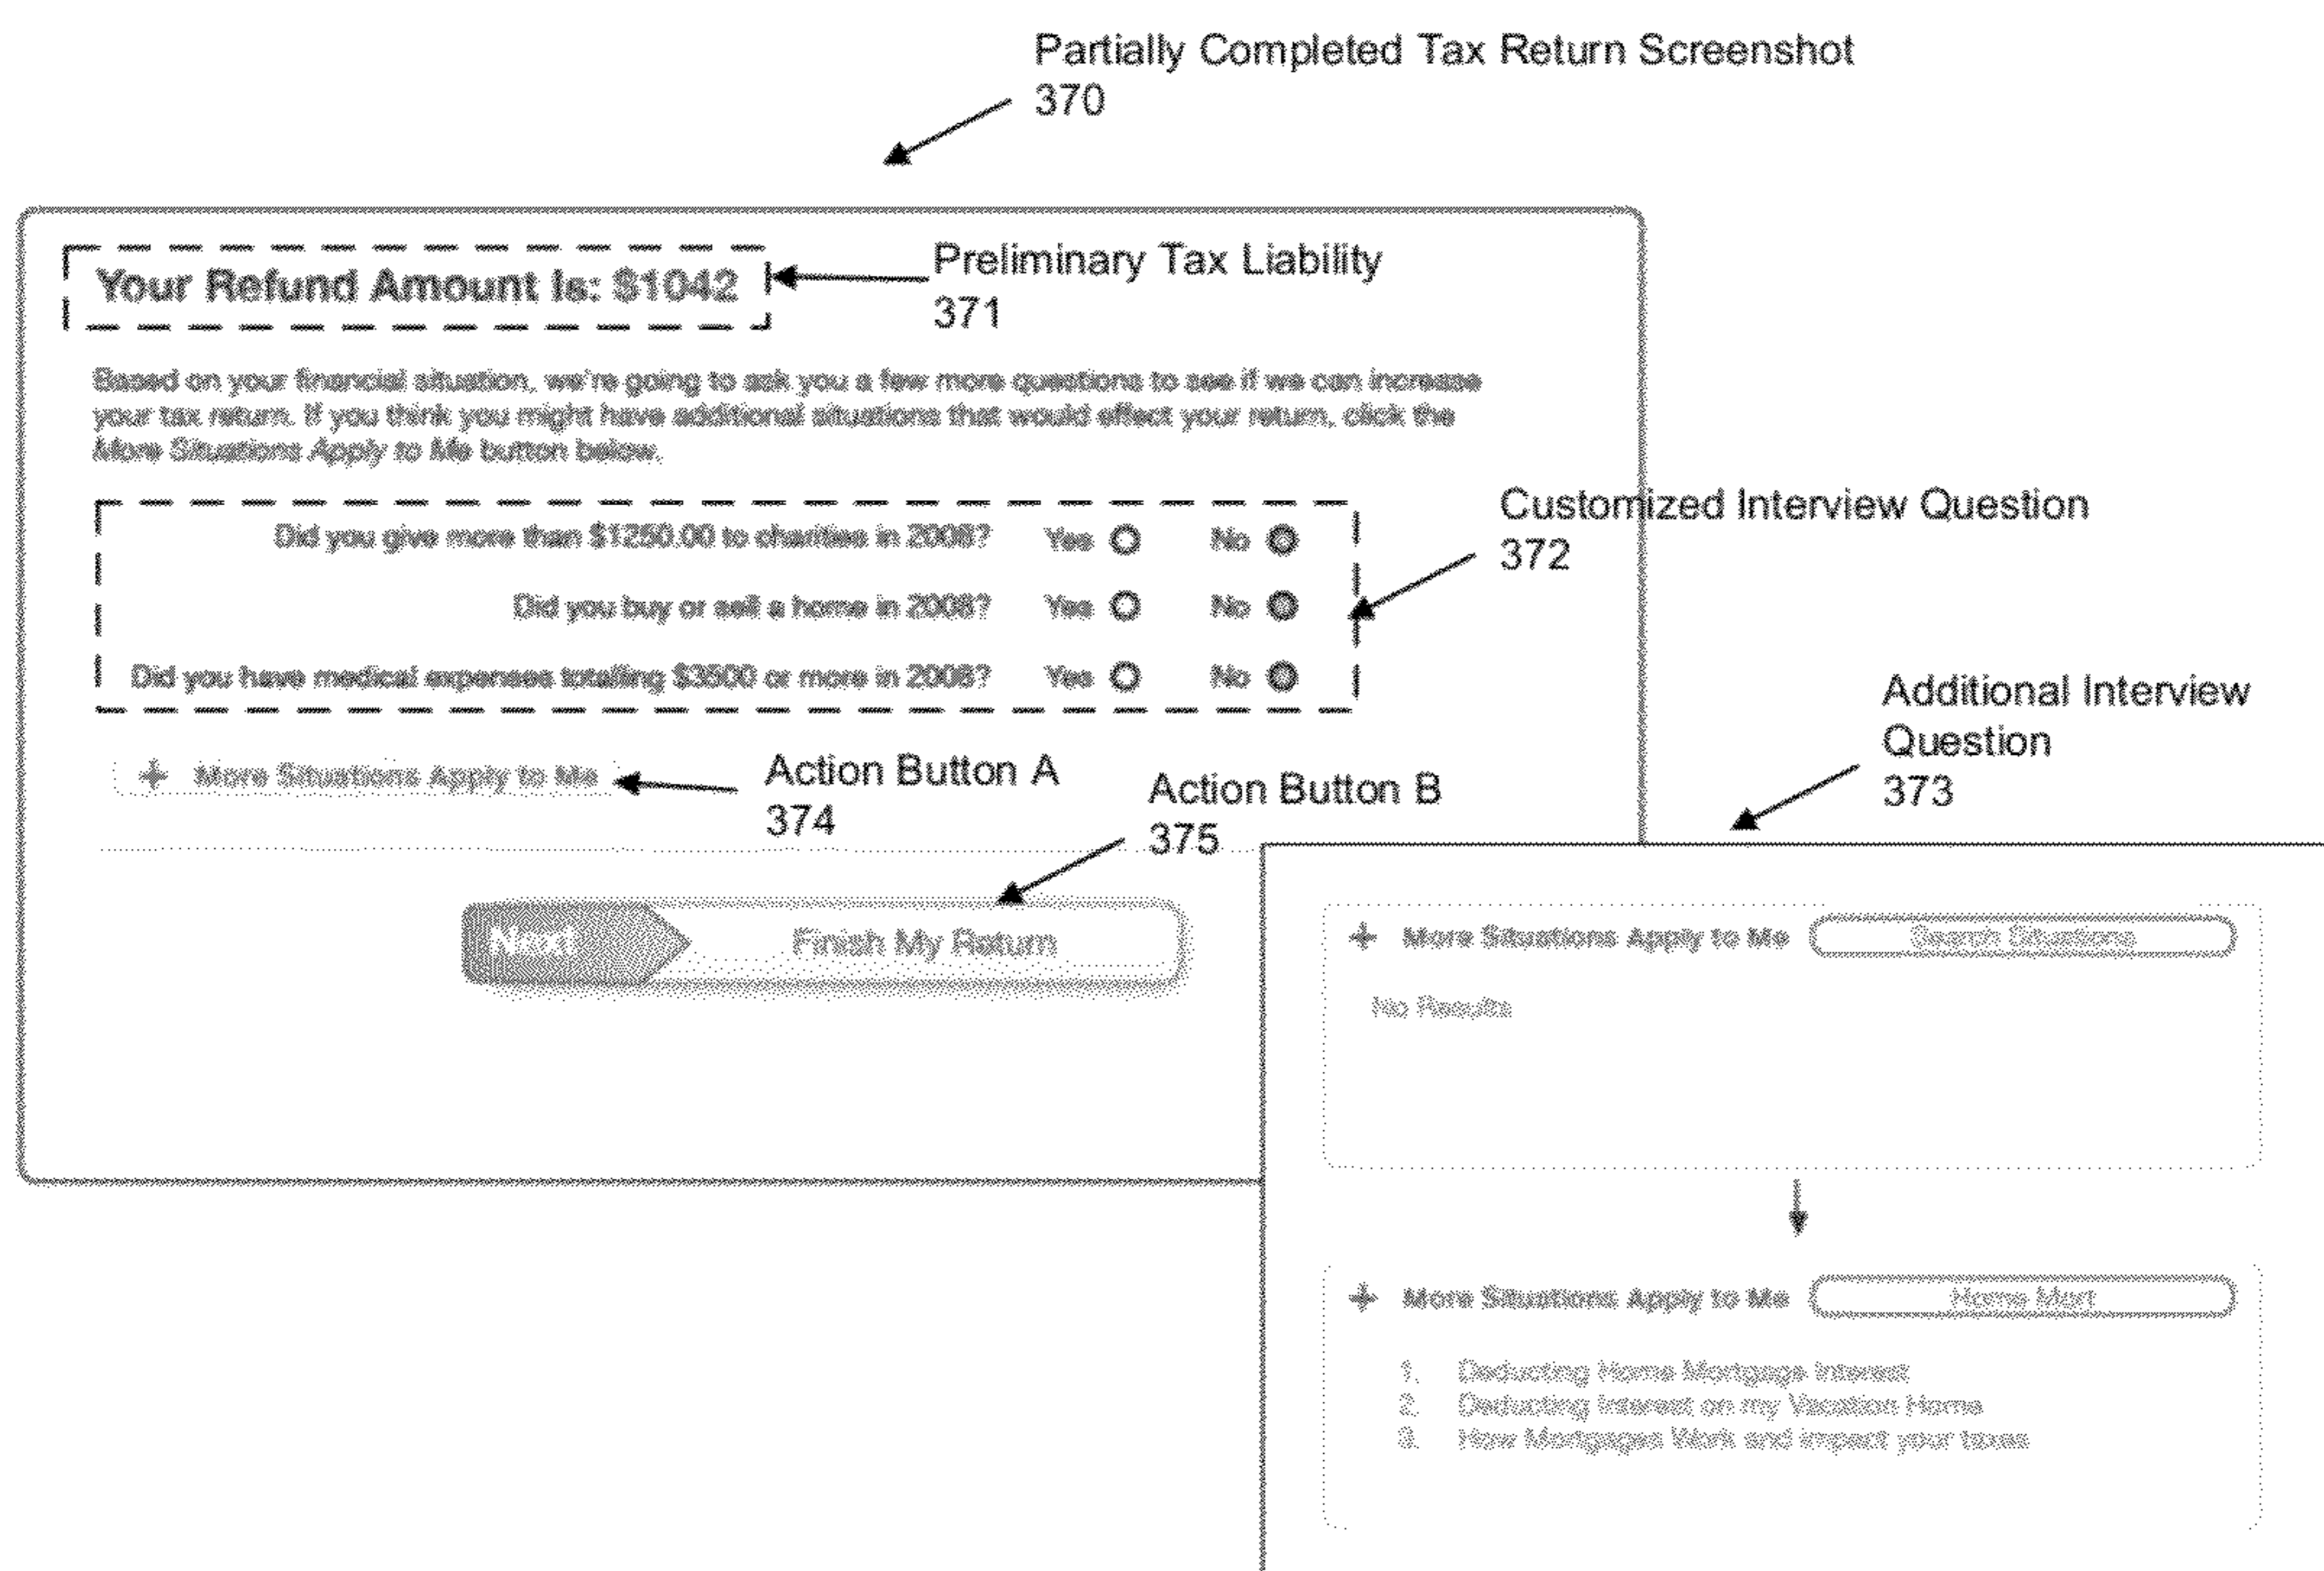 Partially Completed Tax Return Screenshot
370
Your Refund Amount Is: $1042
Preliminary Tax Liability
371
Based on your financial situation, we're going to ask you a few more questions to see if we can increase
your tax return. If you think you might have additional situations that would effect your return, click the
More Situations Apply to Me button below.
Customized Interview Question
372
Did you give more than $1250.00 to charities in 2008? Yes No
Did you buy or sell a home in 2008? Yes No
Did you have medical expenses totalling $3500 or more in 2008? Yes No
Additional Interview
Question
373
+ More Situations Apply to Me
Action Button A
374
Action Button B
375
Next Finish My Return
+ More Situations Apply to Me Search Situations
No Results
+ More Situations Apply to Me Home Mort
1. Deducting Home Mortgage Interest
2. Deducting Interest on my Vacation Home
3. How Mortgages Work and impact your taxes